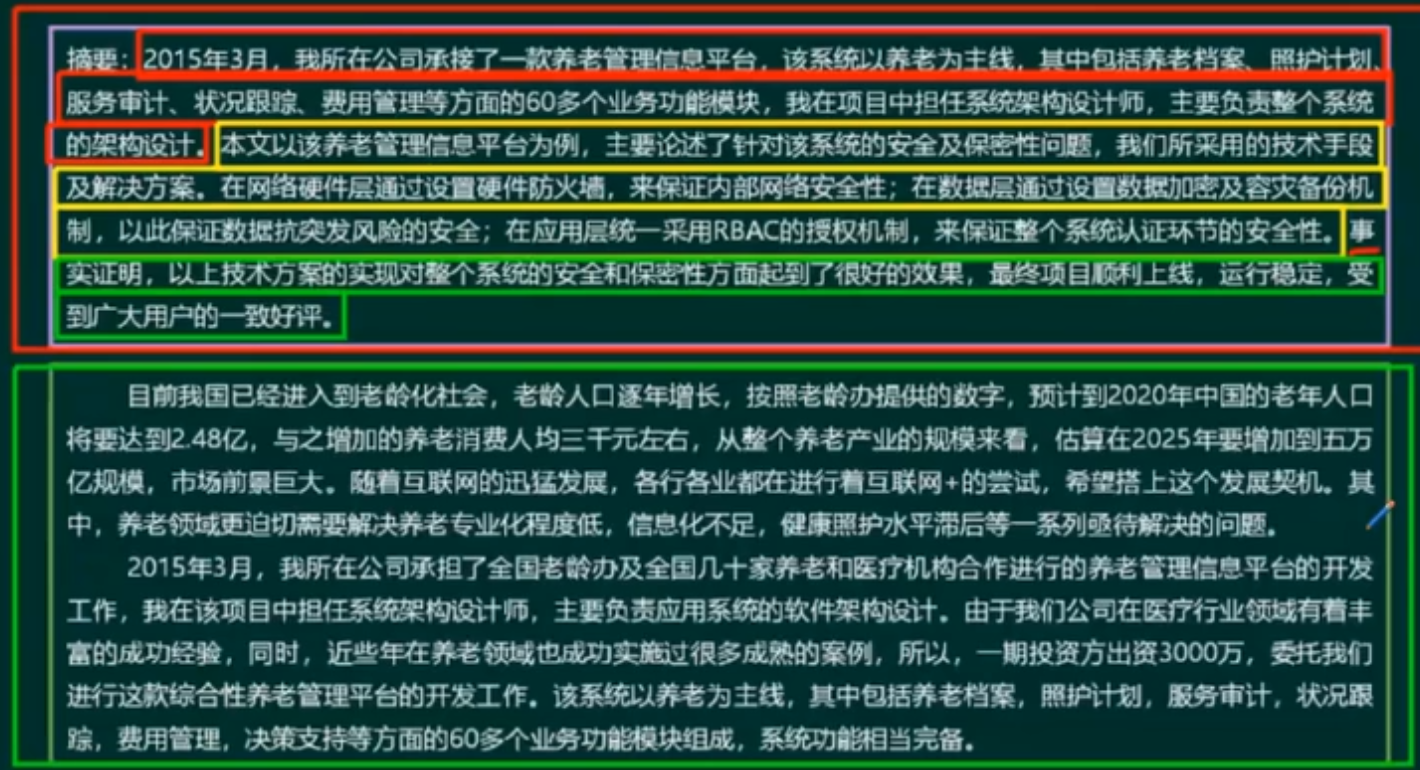 摘要：2015年3月，我所在公司承接了一款养老管理信息平台，该系统以养老为主线，其中包括养老档案、照护计划、
服务审计、状况跟踪、费用管理等方面的60多个业务功能模块，我在项目中担任系统架构设计师，主要负责整个系统
的架构设计。本文以该养老管理信息平台为例，主要论述了针对该系统的安全及保密性问题，我们所采用的技术手段
及解决方案。在网络硬件层通过设置硬件防火墙，来保证内部网络安全性；在数据层通过设置数据加密及容灾备份机
制，以此保证数据抗突发风险的安全；在应用层统一采用RBAC的授权机制，来保证整个系统认证环节的安全性。事
实证明，以上技术方案的实现对整个系统的安全和保密性方面起到了很好的效果，最终项目顺利上线，运行稳定，受
到广大用户的一致好评。
目前我国已经进入到老龄化社会，老龄人口逐年增长，按照老龄办提供的数字，预计到2020年中国的老年人口
将要达到2.48亿，与之增加的养老消费人均三千元左右，从整个养老产业的规模来看，估算在2025年要增加到五万
亿规模，市场前景巨大。随着互联网的迅猛发展，各行各业都在进行着互联网+的尝试，希望搭上这个发展契机。其
中，养老领域更迫切需要解决养老专业化程度低，信息化不足，健康照护水平滞后等一系列亟待解决的问题。
2015年3月，我所在公司承担了全国老龄办及全国几十家养老和医疗机构合作进行的养老管理信息平台的开发
工作，我在该项目中担任系统架构设计师，主要负责应用系统的软件架构设计。由于我们公司在医疗行业领域有着丰
富的成功经验，同时，近些年在养老领域也成功实施过很多成熟的案例，所以，一期投资方出资3000万，委托我们
进行这款综合性养老管理平台的开发工作。该系统以养老为主线，其中包括养老档案，照护计划，服务审计，状况跟
踪，费用管理，决策支持等方面的60多个业务功能模块组成，系统功能相当完备。